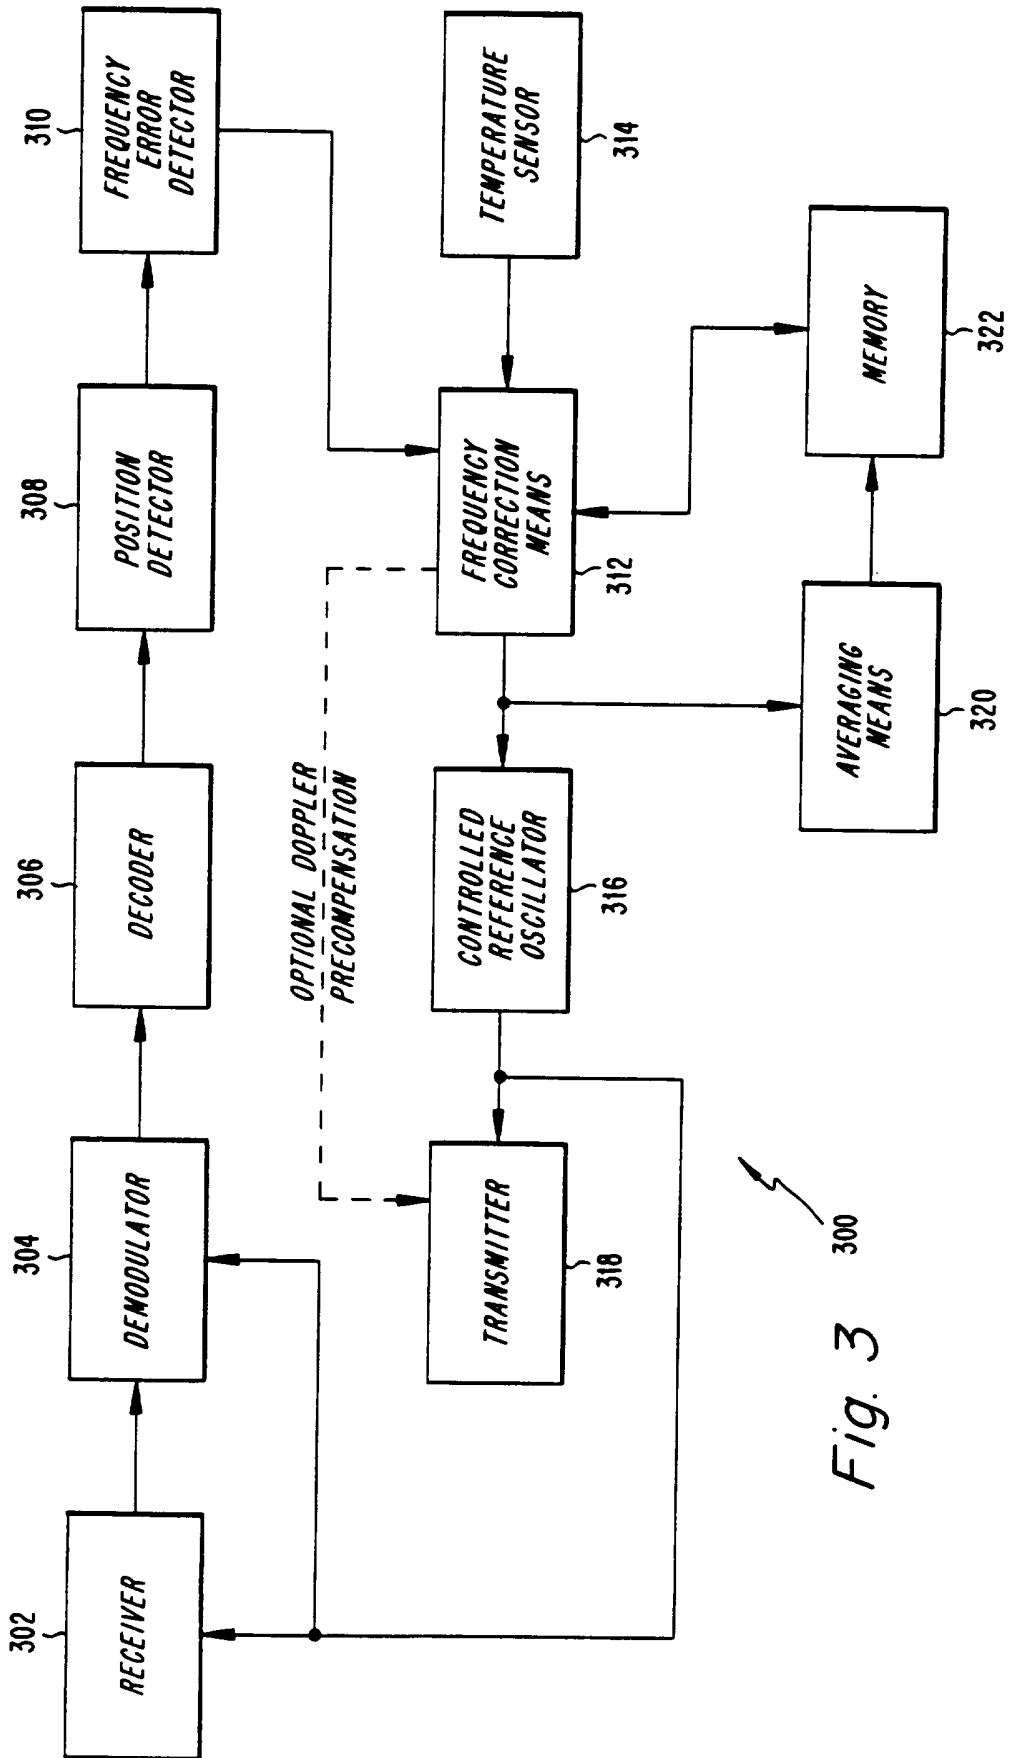 302
RECEIVER
304
DEMODULATOR
306
DECODER
308
POSITION
DETECTOR
310
FREQUENCY
ERROR
DETECTOR
OPTIONAL DOPPLER
PRECOMPENSATION
TRANSMITTER
318
CONTROLLED
REFERENCE
OSCILLATOR
316
FREQUENCY
CORRECTION
MEANS
312
TEMPERATURE
SENSOR
314
300
AVERAGING
MEANS
320
MEMORY
322
Fig. 3